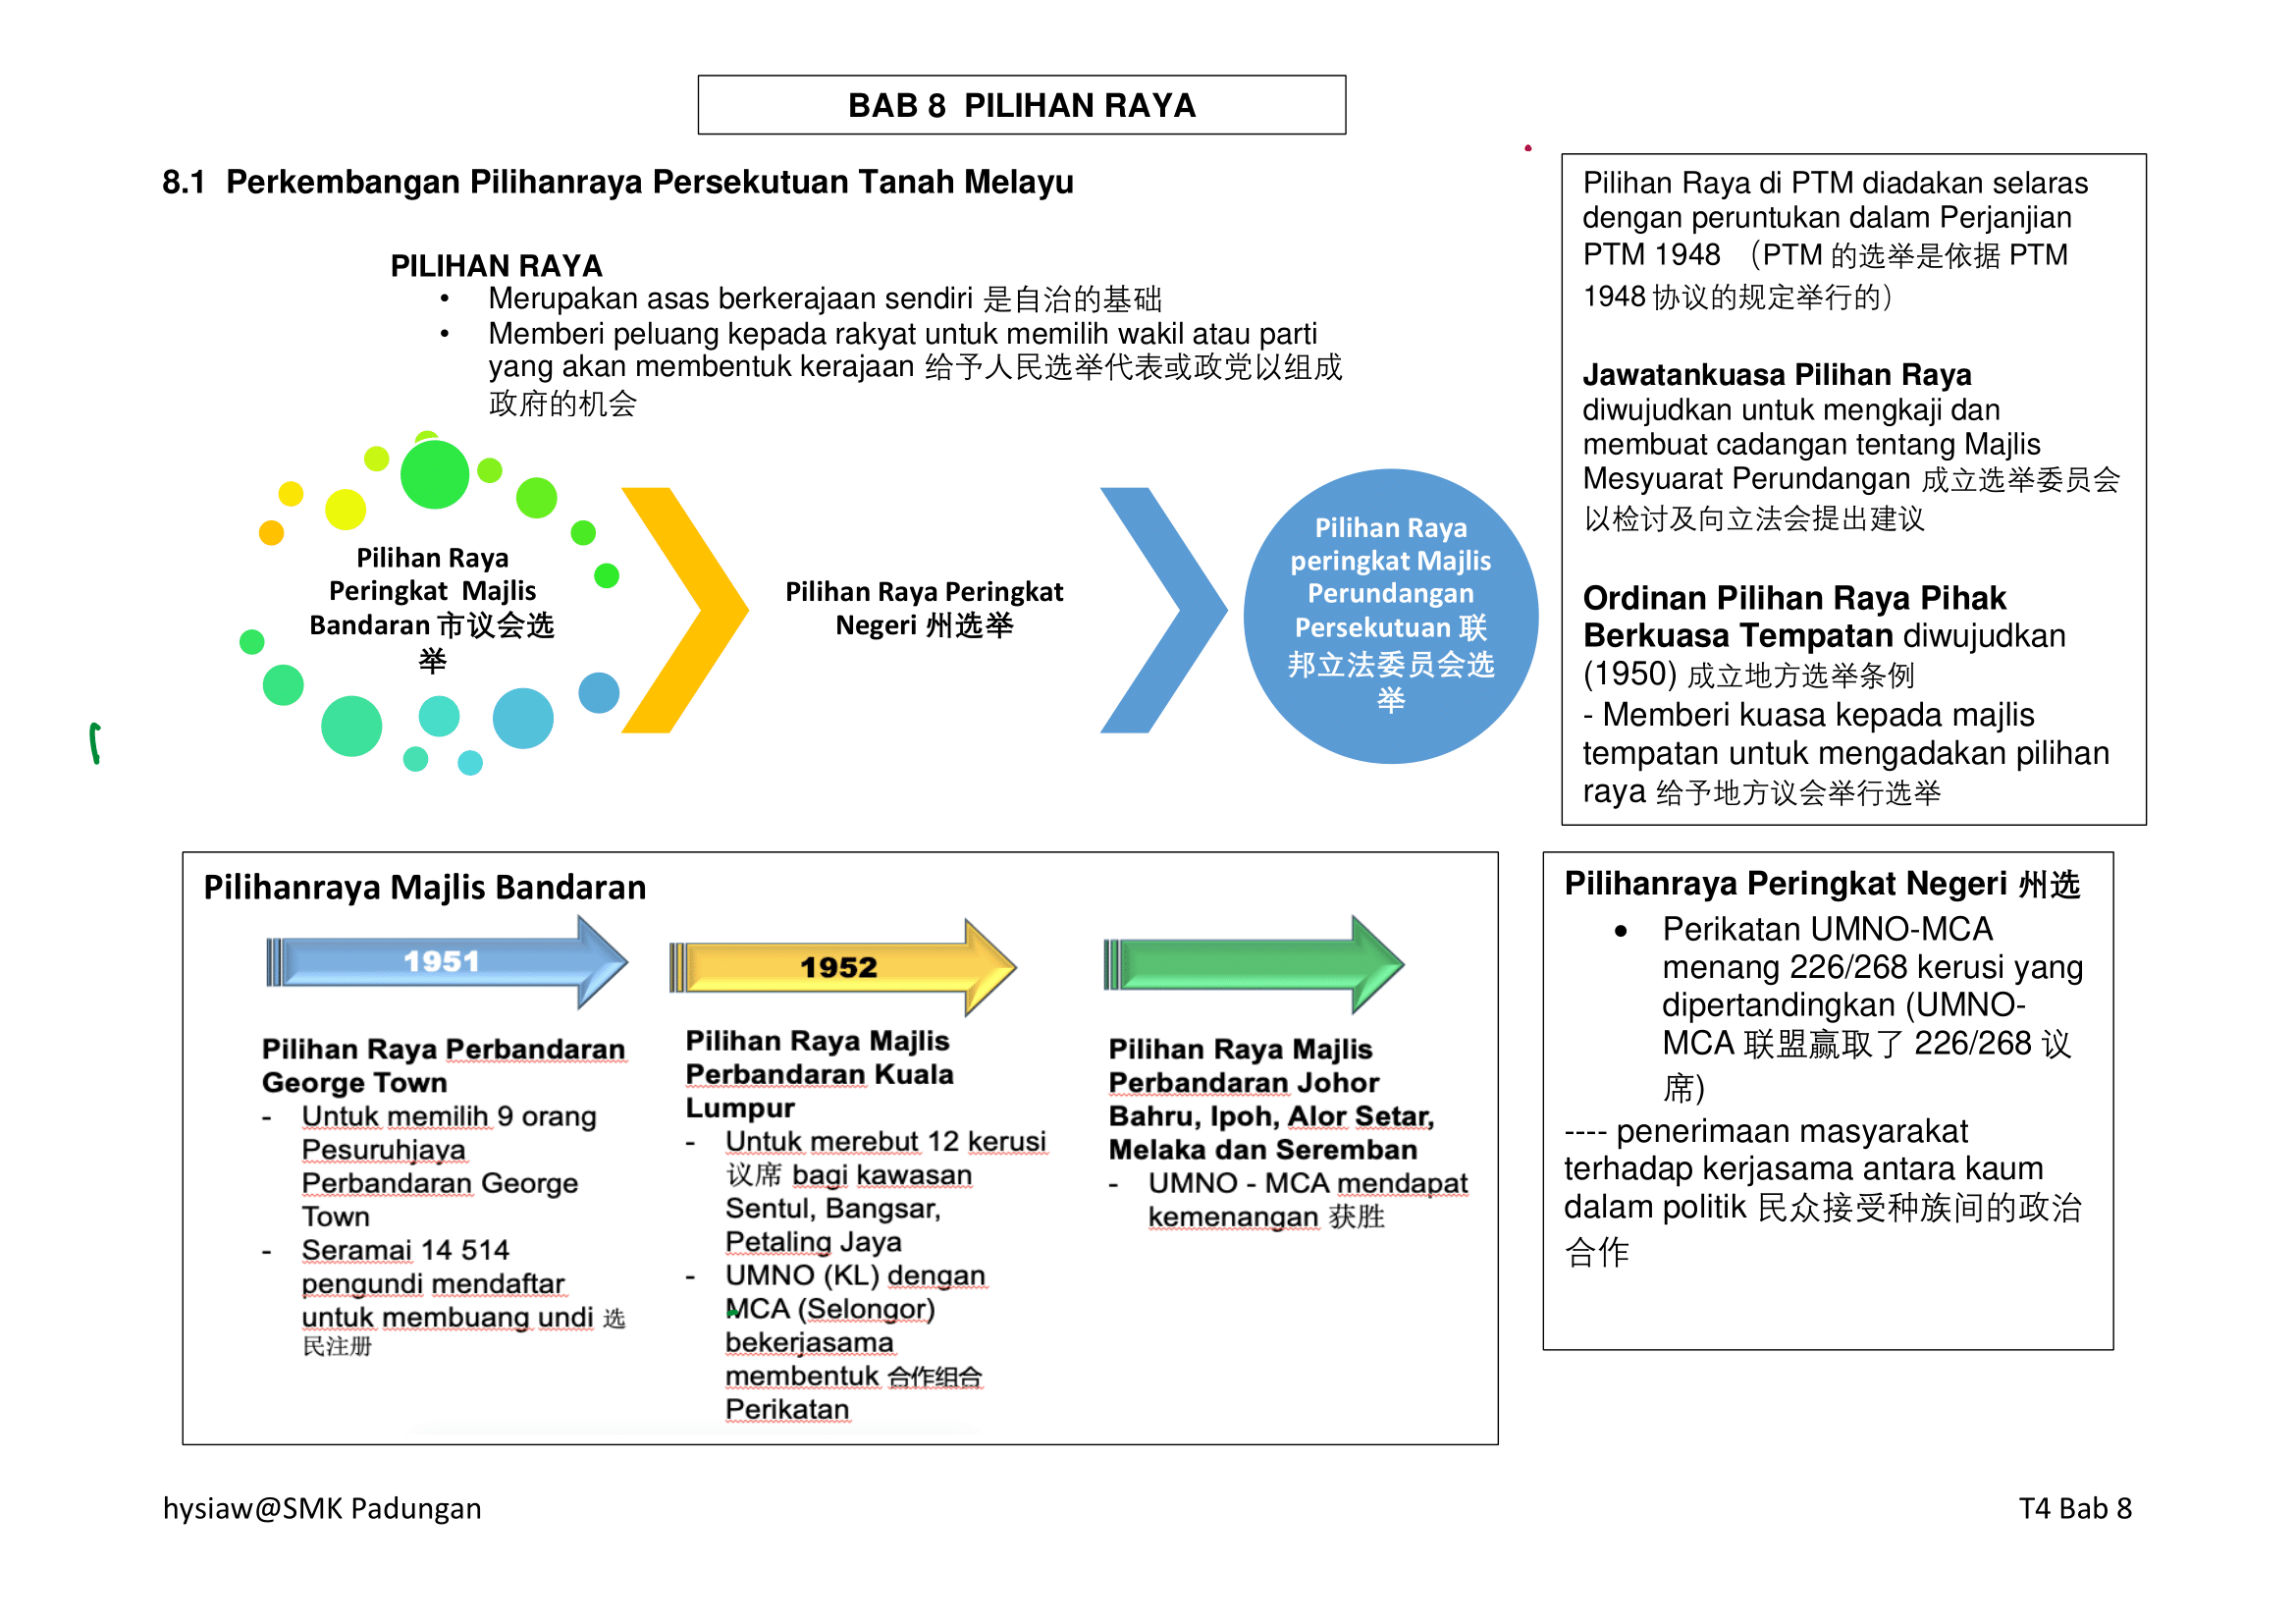 BAB 8 PILIHAN RAYA
8.1 Perkembangan Pilihanraya Persekutuan Tanah Melayu
PILIHAN RAYA
• Merupakan asas berkerajaan sendiri 是自治的基础
• Memberi peluang kepada rakyat untuk memilih wakil atau parti
yang akan membentuk kerajaan 给予人民选举代表或政党以组成
政府的机会
Pilihan Raya
Peringkat Majlis
Bandaran 市议会选
举
Pilihan Raya Peringkat
Negeri 州选举
Pilihan Raya
peringkat Majlis
Perundangan
Persekutuan 联
邦立法委员会选
举
Pilihan Raya di PTM diadakan selaras
dengan peruntukan dalam Perjanjian
PTM 1948 （PTM 的选举是依据 PTM
1948 协议的规定举行的）
Jawatankuasa Pilihan Raya
diwujudkan untuk mengkaji dan
membuat cadangan tentang Majlis
Mesyuarat Perundangan 成立选举委员会
以检讨及向立法会提出建议
Ordinan Pilihan Raya Pihak
Berkuasa Tempatan diwujudkan
(1950) 成立地方选举条例
- Memberi kuasa kepada majlis
tempatan untuk mengadakan pilihan
raya 给予地方议会举行选举
Pilihanraya Majlis Bandaran
1951
Pilihan Raya Perbandaran
George Town
- Untuk memilih 9 orang
Pesuruhjaya
Perbandaran George
Town
- Seramai 14 514
pengundi mendaftar
untuk membuang undi 选
民注册
1952
Pilihan Raya Majlis
Perbandaran Kuala
Lumpur
- Untuk merebut 12 kerusi
议席 bagi kawasan
Sentul, Bangsar,
Petaling Jaya
- UMNO (KL) dengan
MCA (Selongor)
bekerjasama
membentuk 合作组合
Perikatan
Pilihan Raya Majlis
Perbandaran Johor
Bahru, Ipoh, Alor Setar,
Melaka dan Seremban
- UMNO - MCA mendapat
kemenangan 获胜
Pilihanraya Peringkat Negeri 州选
• Perikatan UMNO-MCA
menang 226/268 kerusi yang
dipertandingkan (UMNO-
MCA 联盟赢取了 226/268 议
席)
---- penerimaan masyarakat
terhadap kerjasama antara kaum
dalam politik 民众接受种族间的政治
合作
hysiaw@SMK Padungan
T4 Bab 8